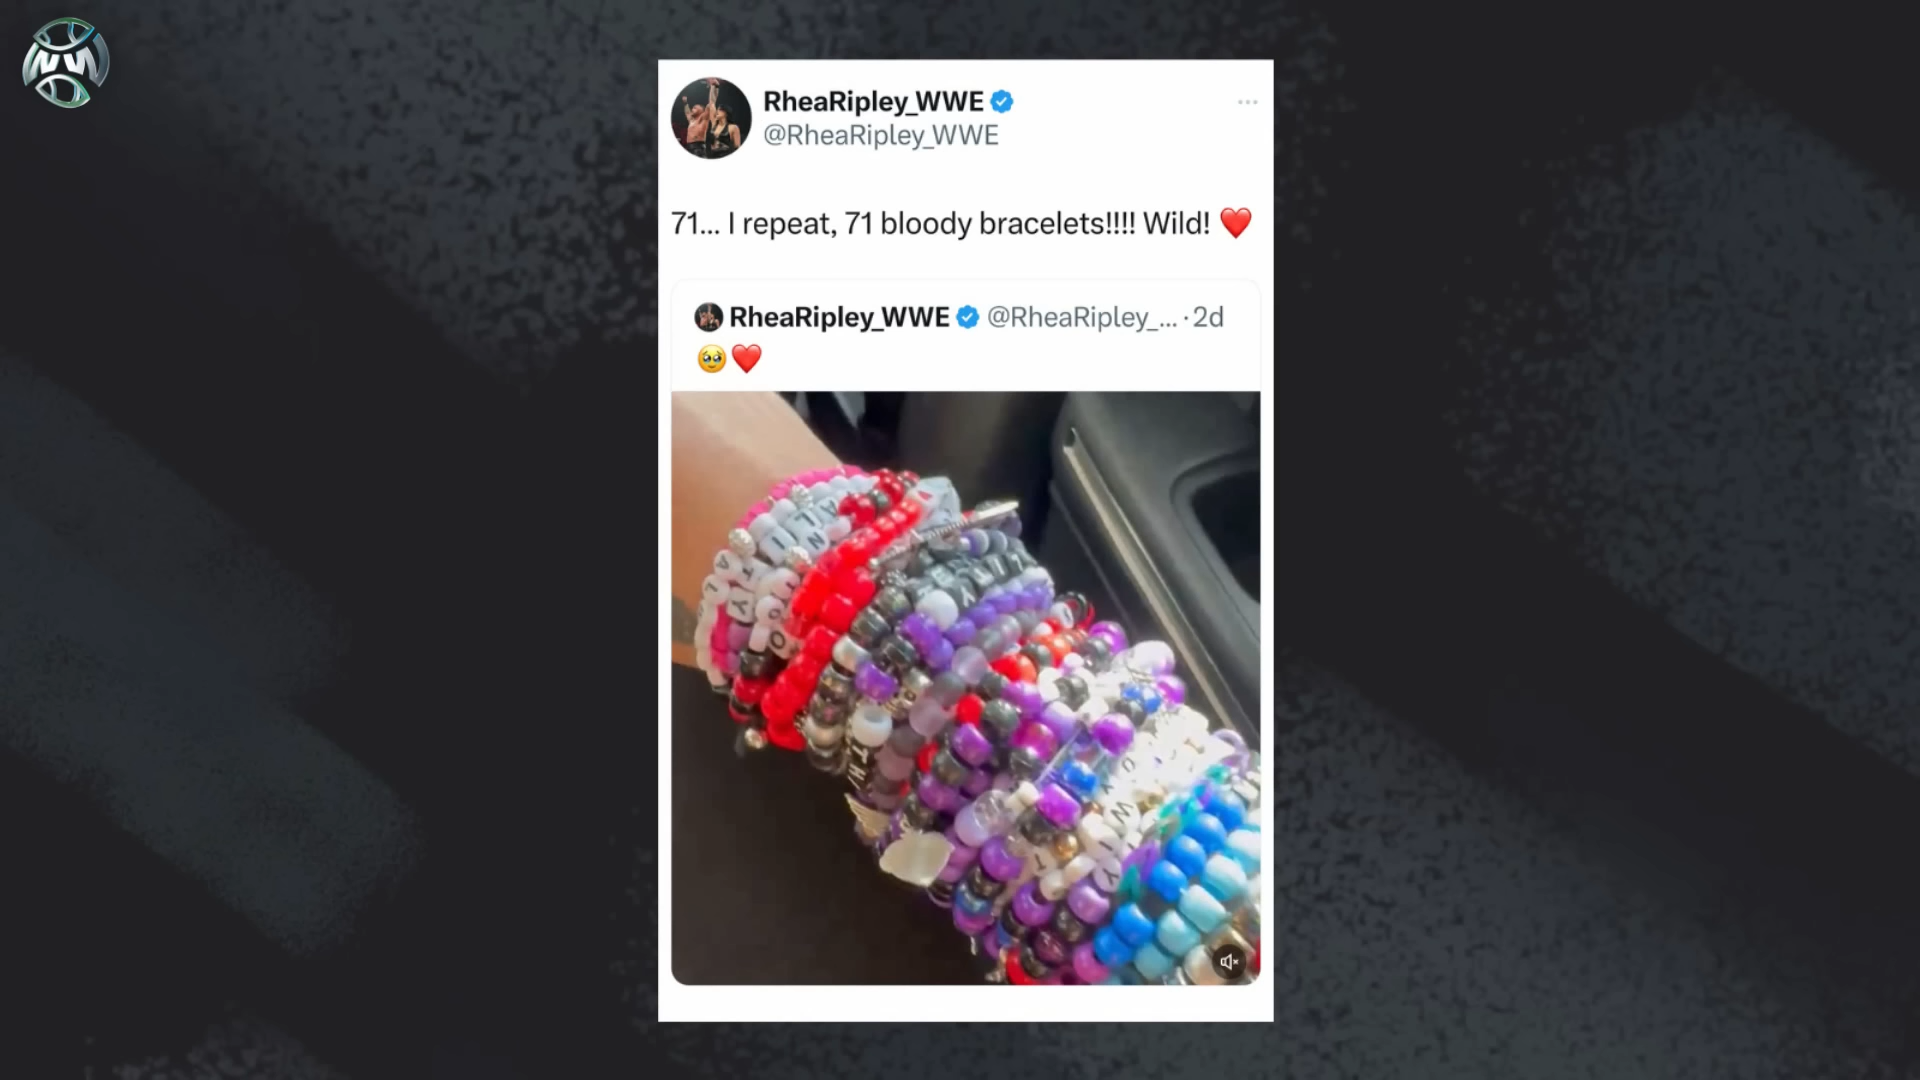 RheaRipley_WWE
@RheaRipley_WWE
71... I repeat, 71 bloody bracelets!!!! Wild! ❤️
RheaRipley_WWE @RheaRipley_... · 2d
🥹❤️